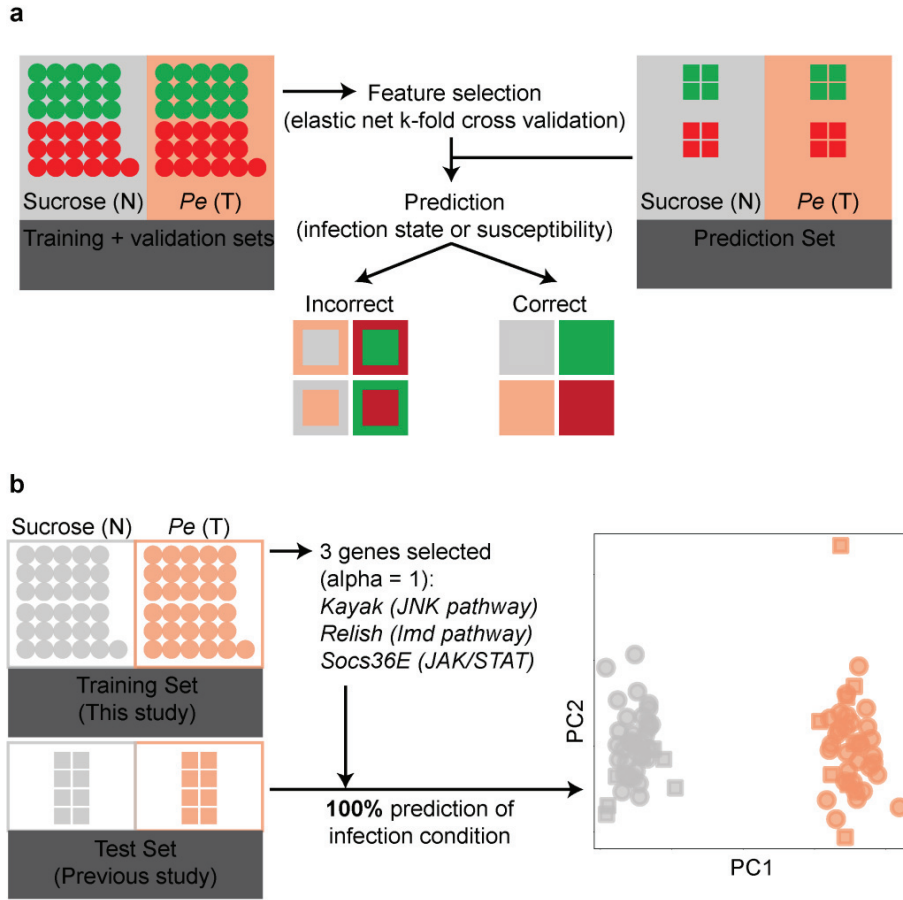 a
Feature selection
(elastic net k-fold cross validation)
Sucrose (N)
Pe (T)
Training + validation sets
Prediction
(infection state or susceptibility)
Sucrose (N)
Pe (T)
Prediction Set
Incorrect
Correct
b
Sucrose (N)
Pe (T)
3 genes selected
(alpha = 1):
Kayak (JNK pathway)
Relish (Imd pathway)
Socs36E (JAK/STAT)
Training Set
(This study)
100% prediction of
infection condition
Test Set
(Previous study)
PC2
PC1